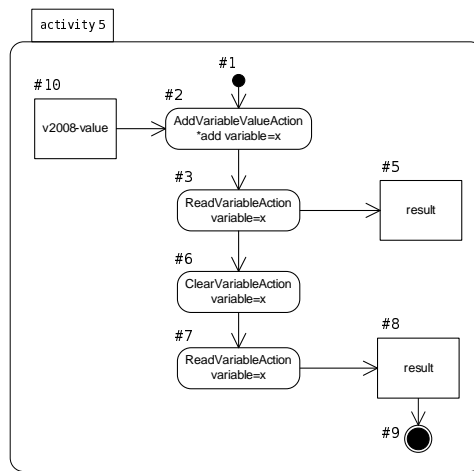 activity 5
#1
#10
#2
v2008-value
AddVariableValueAction
*add variable=x
#3
#5
ReadVariableAction
variable=x
result
#6
ClearVariableAction
variable=x
#7
#8
ReadVariableAction
variable=x
result
#9